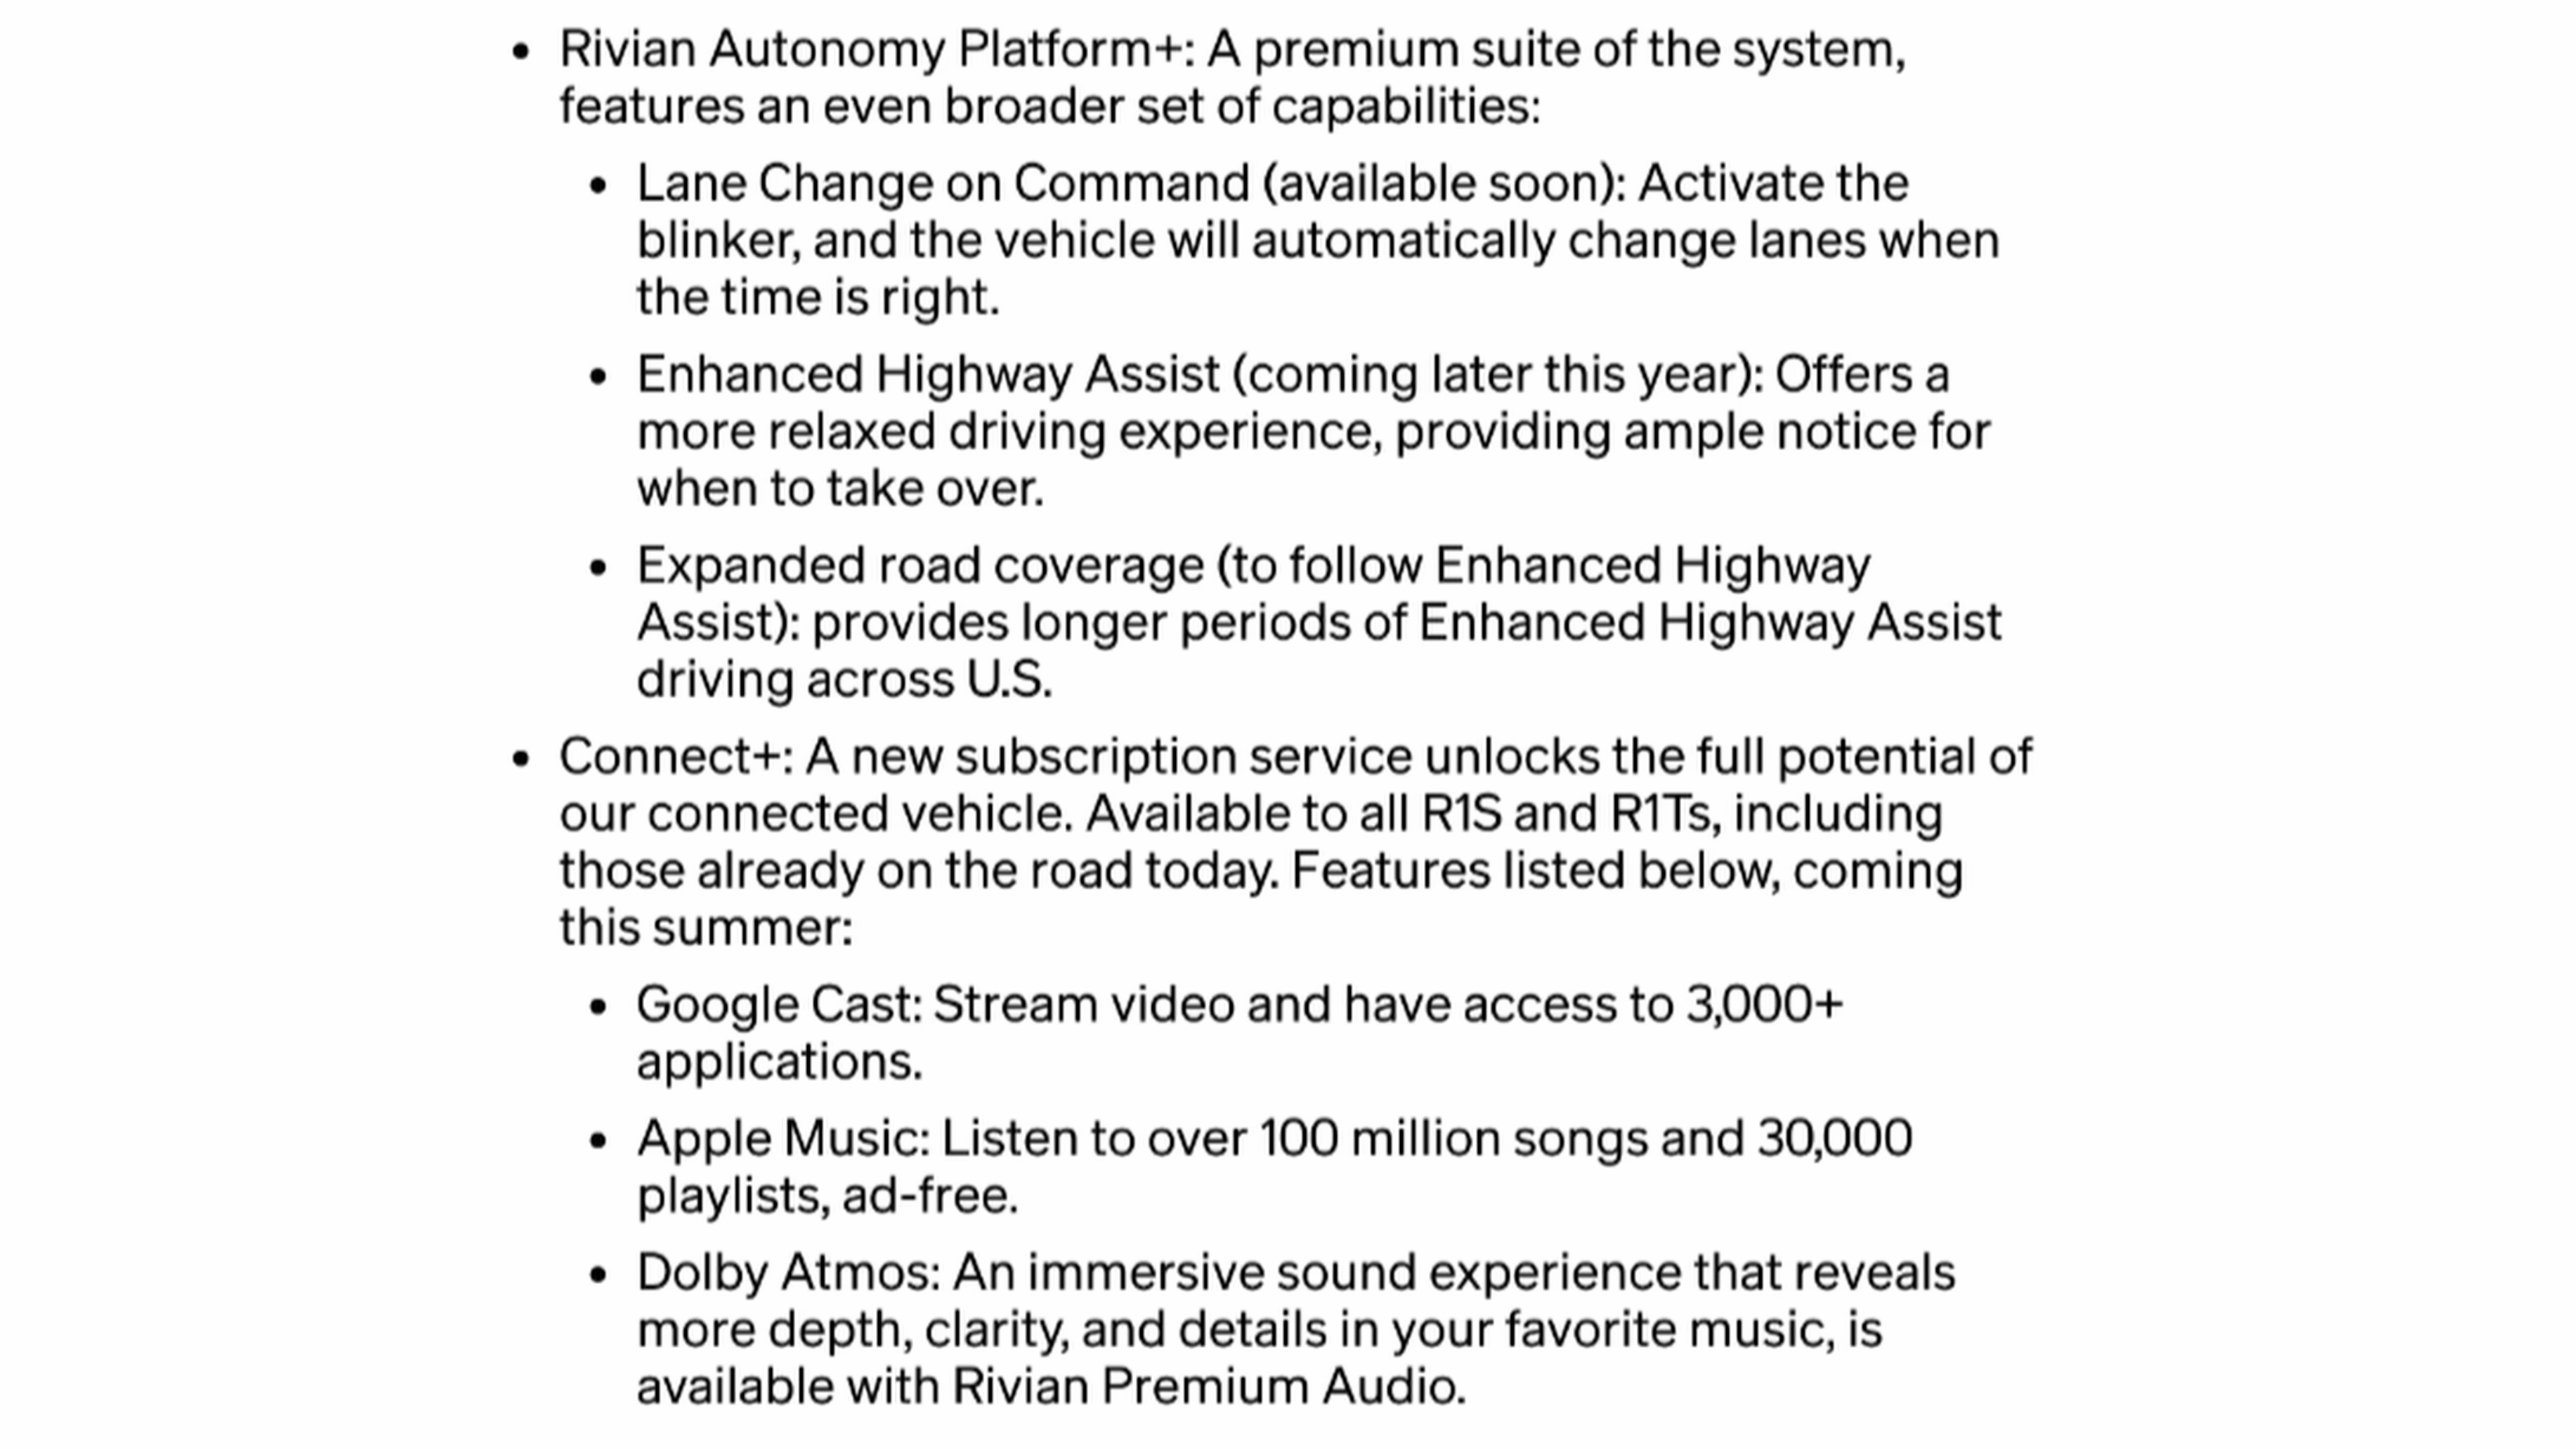 • Rivian Autonomy Platform+: A premium suite of the system,
features an even broader set of capabilities:
• Lane Change on Command (available soon): Activate the
blinker, and the vehicle will automatically change lanes when
the time is right.
• Enhanced Highway Assist (coming later this year): Offers a
more relaxed driving experience, providing ample notice for
when to take over.
• Expanded road coverage (to follow Enhanced Highway
Assist): provides longer periods of Enhanced Highway Assist
driving across U.S.
• Connect+: A new subscription service unlocks the full potential of
our connected vehicle. Available to all R1S and R1Ts, including
those already on the road today. Features listed below, coming
this summer:
• Google Cast: Stream video and have access to 3,000+
applications.
• Apple Music: Listen to over 100 million songs and 30,000
playlists, ad-free.
• Dolby Atmos: An immersive sound experience that reveals
more depth, clarity, and details in your favorite music, is
available with Rivian Premium Audio.